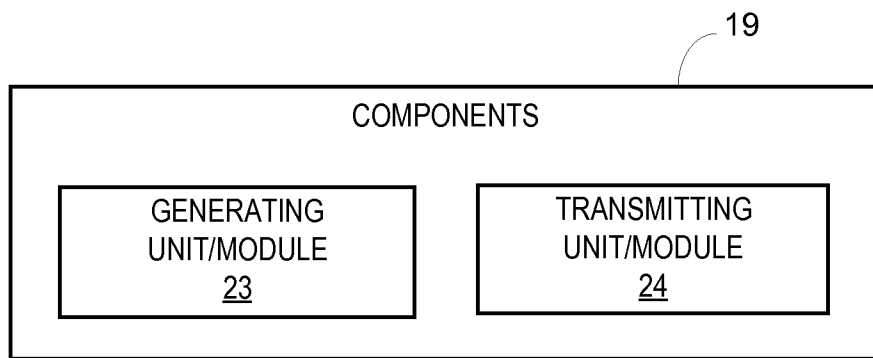 19
COMPONENTS
GENERATING
UNIT/MODULE
23
TRANSMITTING
UNIT/MODULE
24